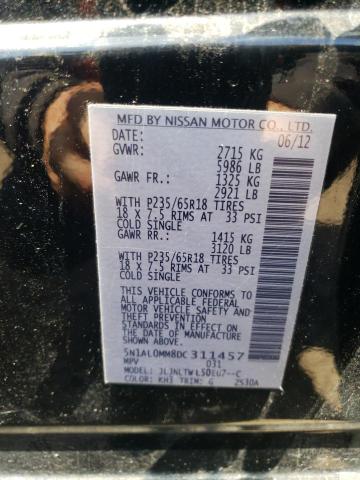 MFD BY NISSAN MOTOR CO., LTD.
DATE: 06/12
GVWR: 2715 KG
5986 LB
GAWR FR.: 1325 KG
2921 LB
WITH P235/65R18 TIRES
18 X 7.5 RIMS AT 33 PSI
COLD SINGLE
GAWR RR.: 1415 KG
3120 LB
WITH P235/65R18 TIRES
18 X 7.5 RIMS AT 33 PSI
COLD SINGLE
THIS VEHICLE CONFORMS TO
ALL APPLICABLE FEDERAL
MOTOR VEHICLE SAFETY
AND THEFT PREVENTION
STANDARDS IN EFFECT ON
THE DATE OF MANUFACTURE
SHOWN ABOVE.
5N1AL0MM8DC311457
MPV 031
MODEL:
COLOR: KH3 TRIM: G 2530A